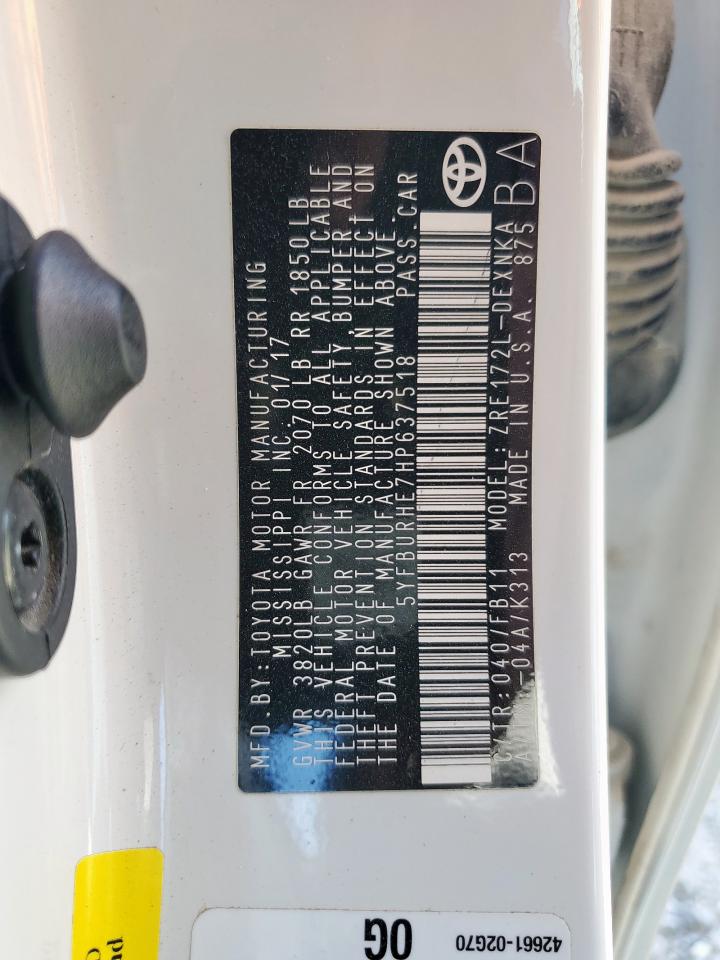 MFD.BY:TOYOTA MOTOR MANUFACTURING
MISSISSIPPI INC. 01/17
GVWR 3820LB GAWR FR 2070 LB RR 1850 LB
THIS VEHICLE CONFORMS TO ALL APPLICABLE
FEDERAL MOTOR VEHICLE SAFETY, BUMPER AND
THEFT PREVENTION STANDARDS IN EFFECT ON
THE DATE OF MANUFACTURE SHOWN ABOVE.
5YFBURHE7HP637518 PASS.CAR
C/TR:040/FB11 MODEL:ZRE172L-DEXNKA
-04A/K313 MADE IN U.S.A. 875 BA
42661-02G70
0G